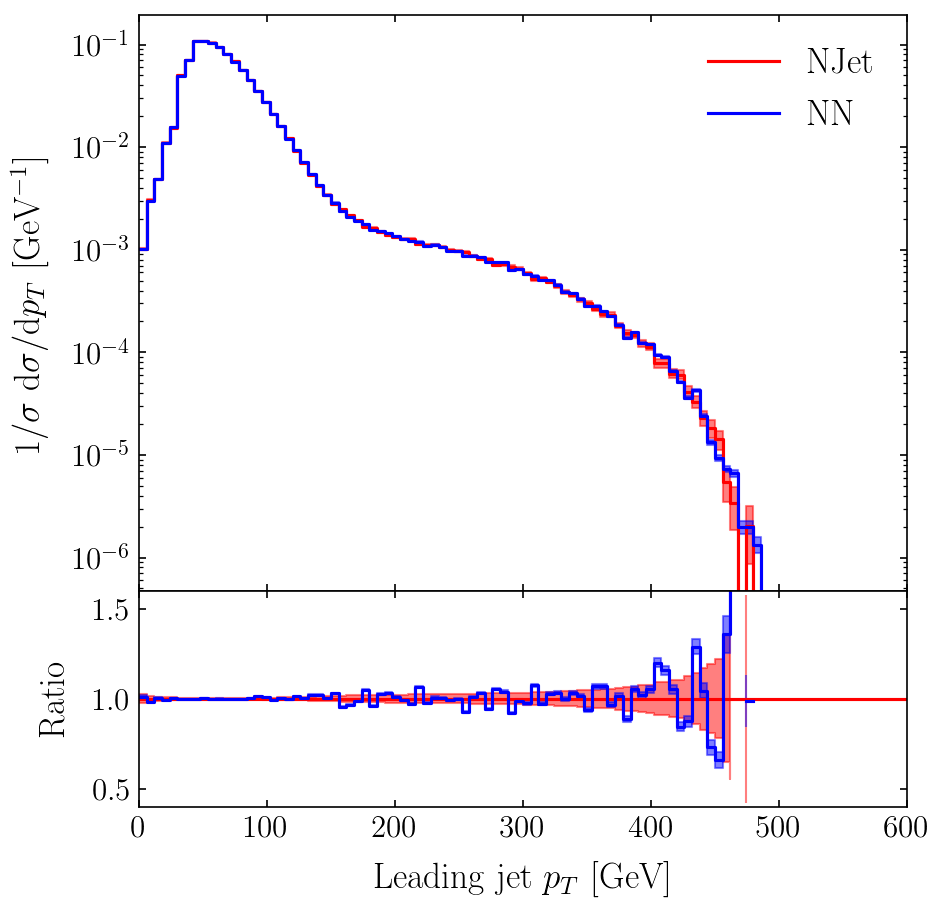 10⁻¹
10⁻²
10⁻³
10⁻⁴
10⁻⁵
10⁻⁶
1/σ dσ/dp_T [GeV⁻¹]
NJet
NN
1.5
1.0
0.5
Ratio
0 100 200 300 400 500 600
Leading jet p_T [GeV]